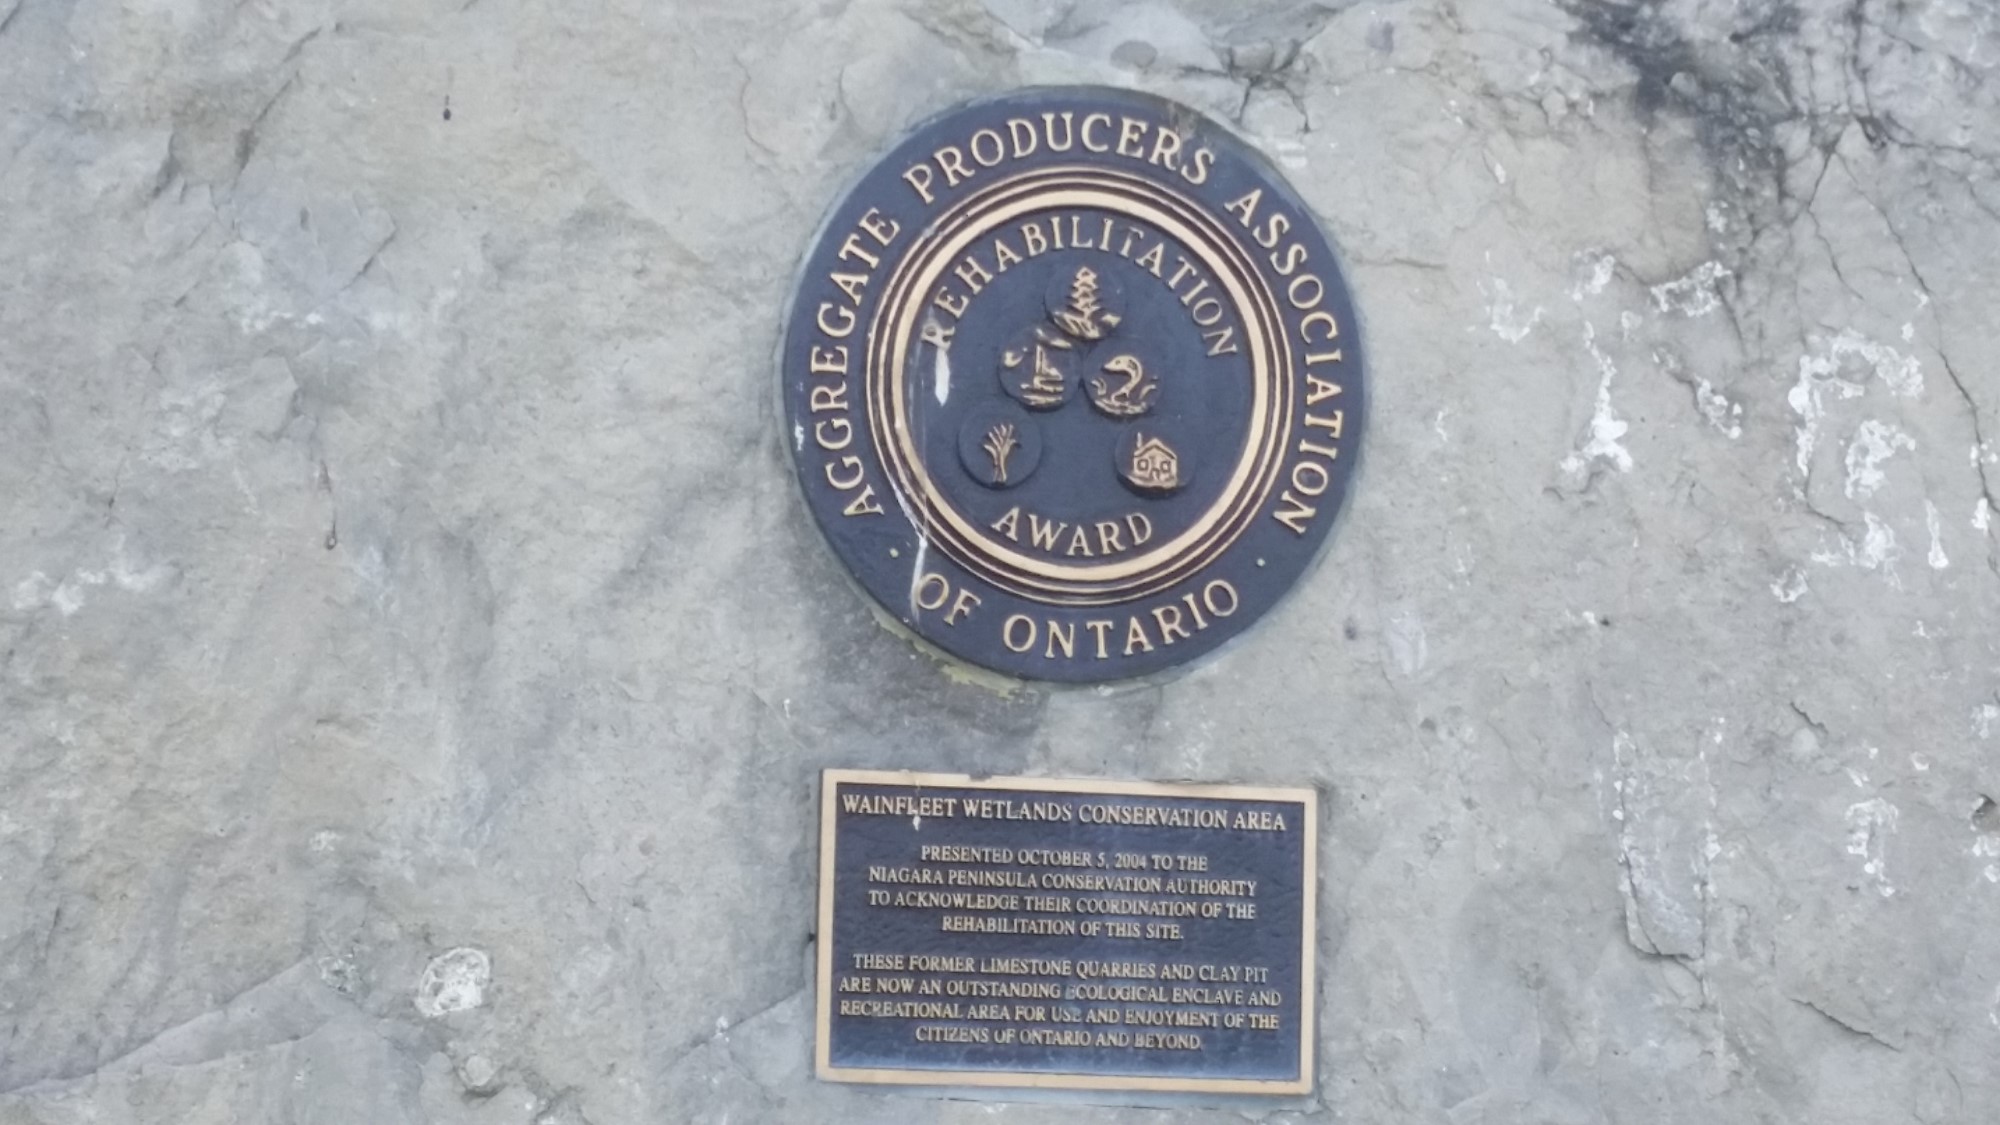 AGGREGATE PRODUCERS ASSOCIATION
OF ONTARIO
REHABILITATION
AWARD
WAINFLEET WETLANDS CONSERVATION AREA
PRESENTED OCTOBER 5, 2004 TO THE
NIAGARA PENINSULA CONSERVATION AUTHORITY
TO ACKNOWLEDGE THEIR COORDINATION OF THE
REHABILITATION OF THIS SITE.
THESE FORMER LIMESTONE QUARRIES AND CLAY PIT
ARE NOW AN OUTSTANDING ECOLOGICAL ENCLAVE AND
RECREATIONAL AREA FOR USE AND ENJOYMENT OF THE
CITIZENS OF ONTARIO AND BEYOND.